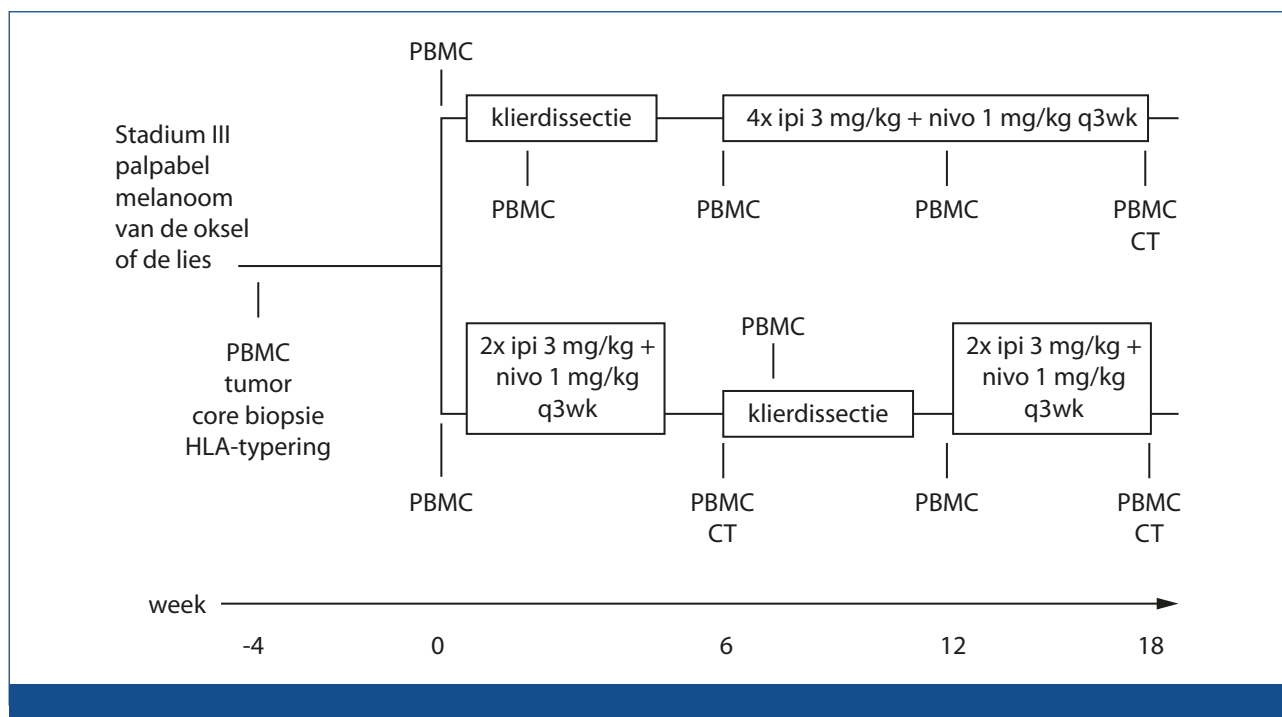 PBMC
Stadium III
palpabel
melanoom
van de oksel
of de lies
klierdissectie
4x ipi 3 mg/kg + nivo 1 mg/kg q3wk
PBMC
PBMC
PBMC
PBMC
CT
PBMC
tumor
core biopsie
HLA-typering
2x ipi 3 mg/kg +
nivo 1 mg/kg
q3wk
PBMC
klierdissectie
2x ipi 3 mg/kg +
nivo 1 mg/kg
q3wk
PBMC
PBMC
CT
PBMC
PBMC
CT
week
-4 0 6 12 18